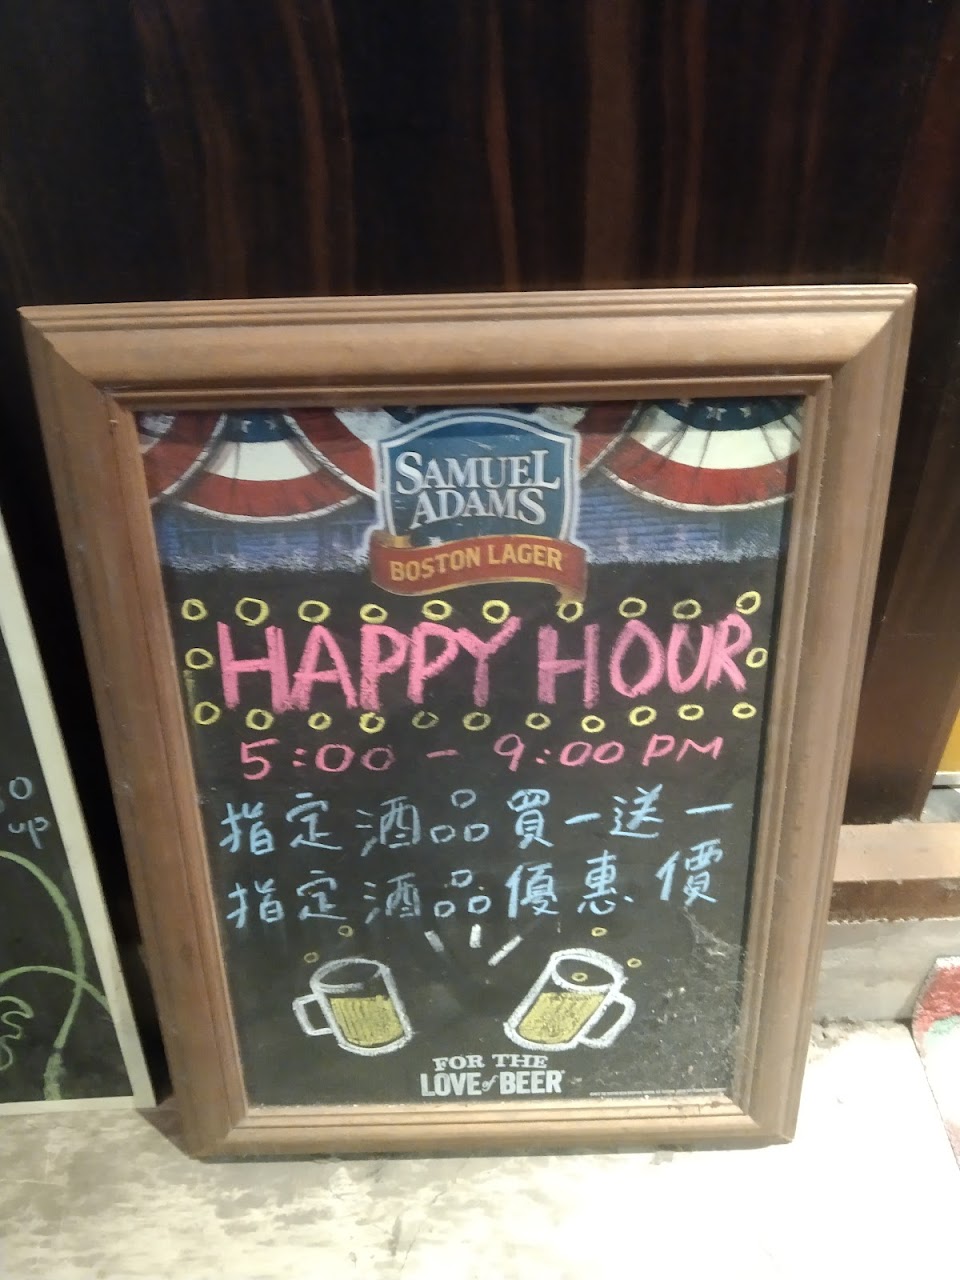 SAMUEL
ADAMS
BOSTON LAGER
HAPPY HOUR
5:00 - 9:00 PM
指定酒品買一送一
指定酒品優惠價
FOR THE
LOVE of BEER
up